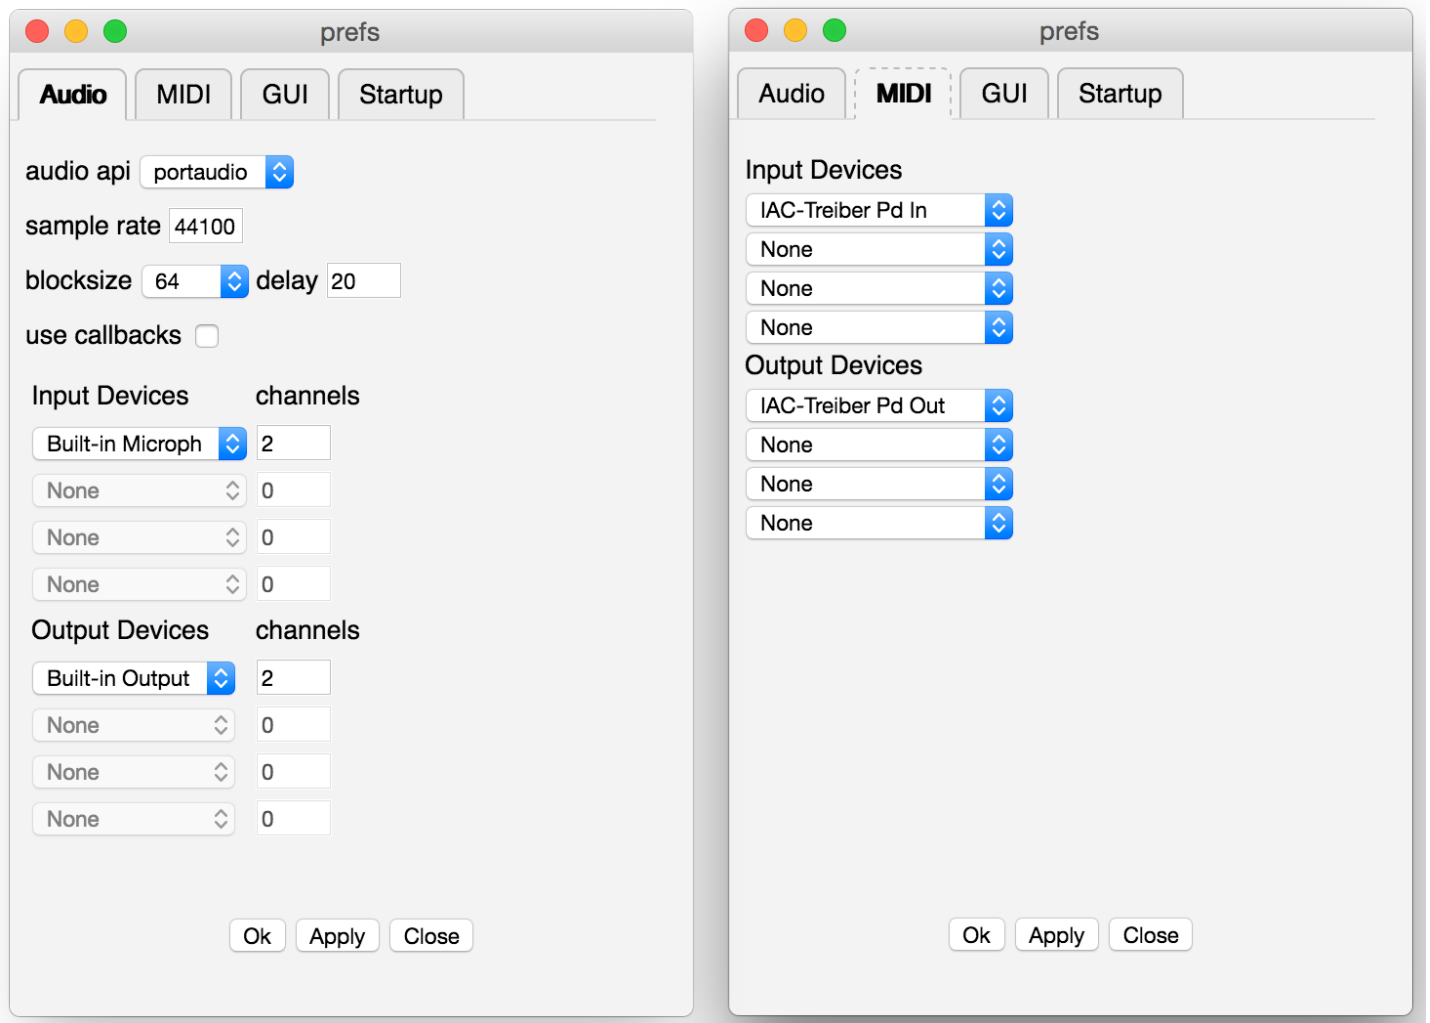 prefs
Audio MIDI GUI Startup
audio api portaudio
sample rate 44100
blocksize 64 delay 20
use callbacks
Input Devices channels
Built-in Microph 2
None 0
None 0
None 0
Output Devices channels
Built-in Output 2
None 0
None 0
None 0
Ok Apply Close
prefs
Audio MIDI GUI Startup
Input Devices
IAC-Treiber Pd In
None
None
None
Output Devices
IAC-Treiber Pd Out
None
None
None
Ok Apply Close